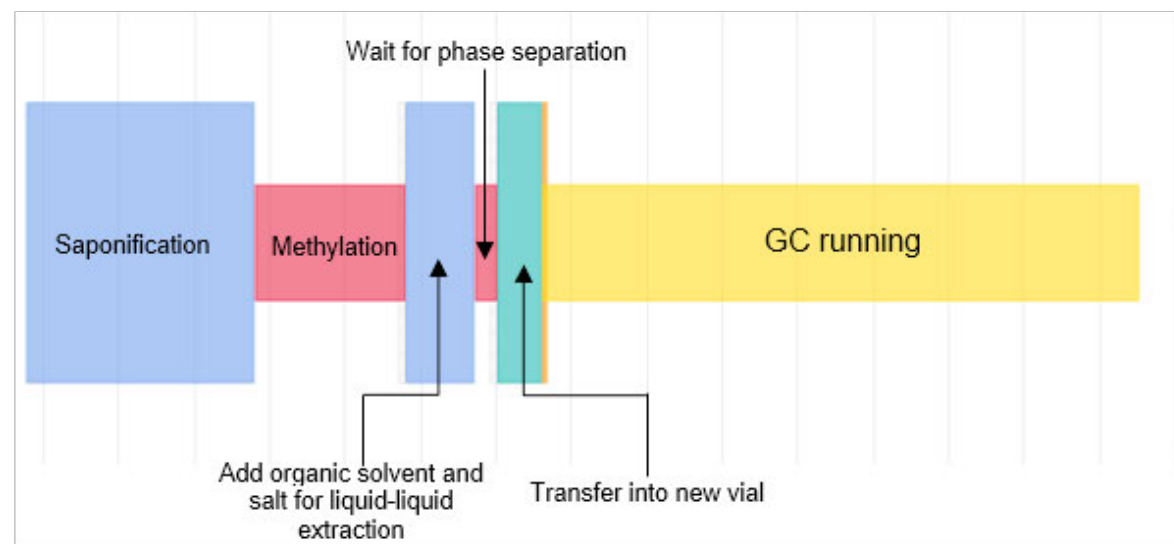 Wait for phase separation
Saponification
Methylation
GC running
Add organic solvent and
salt for liquid-liquid
extraction
Transfer into new vial